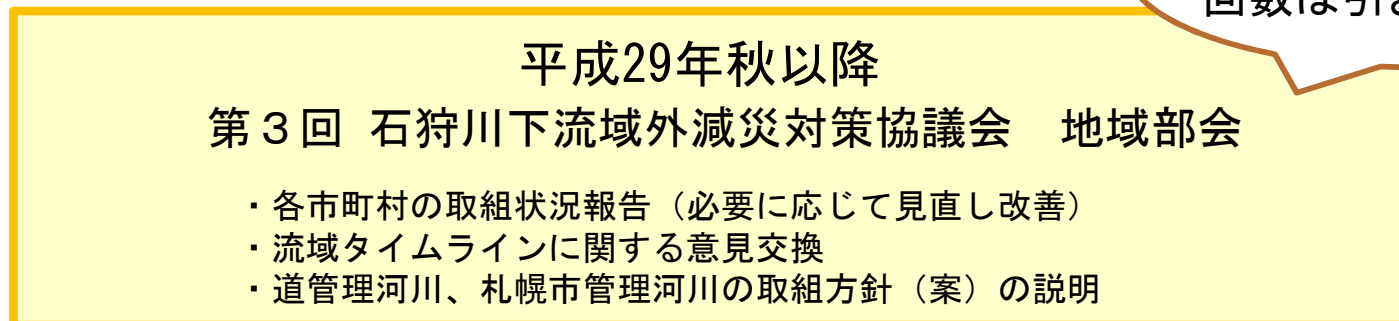 回数は引
平成29年秋以降
第３回 石狩川下流域外減災対策協議会　地域部会
・各市町村の取組状況報告（必要に応じて見直し改善）
・流域タイムラインに関する意見交換
・道管理河川、札幌市管理河川の取組方針（案）の説明